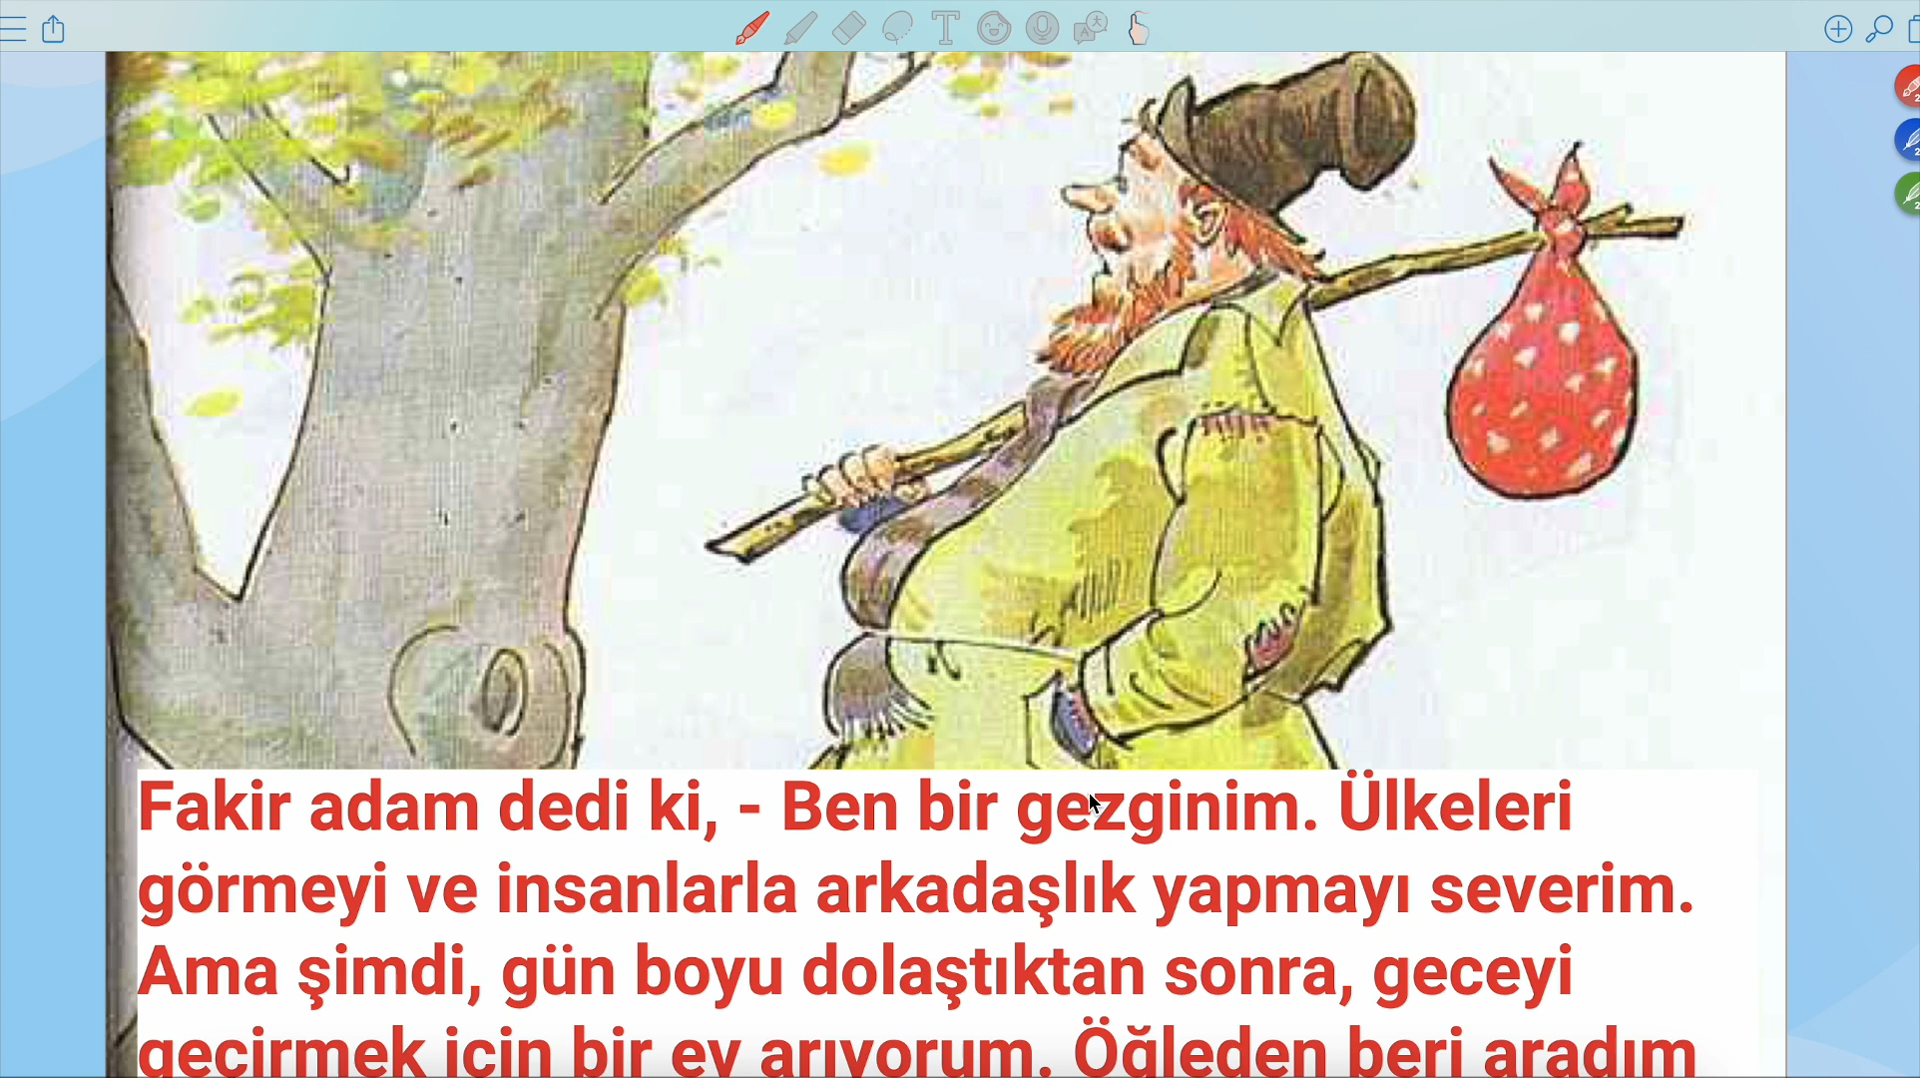 Fakir adam dedi ki, - Ben bir gezginim. Ülkeleri
görmeyi ve insanlarla arkadaşlık yapmayı severim.
Ama şimdi, gün boyu dolaştıktan sonra, geceyi
geçirmek için bir ev arıyorum. Öğleden beri aradım